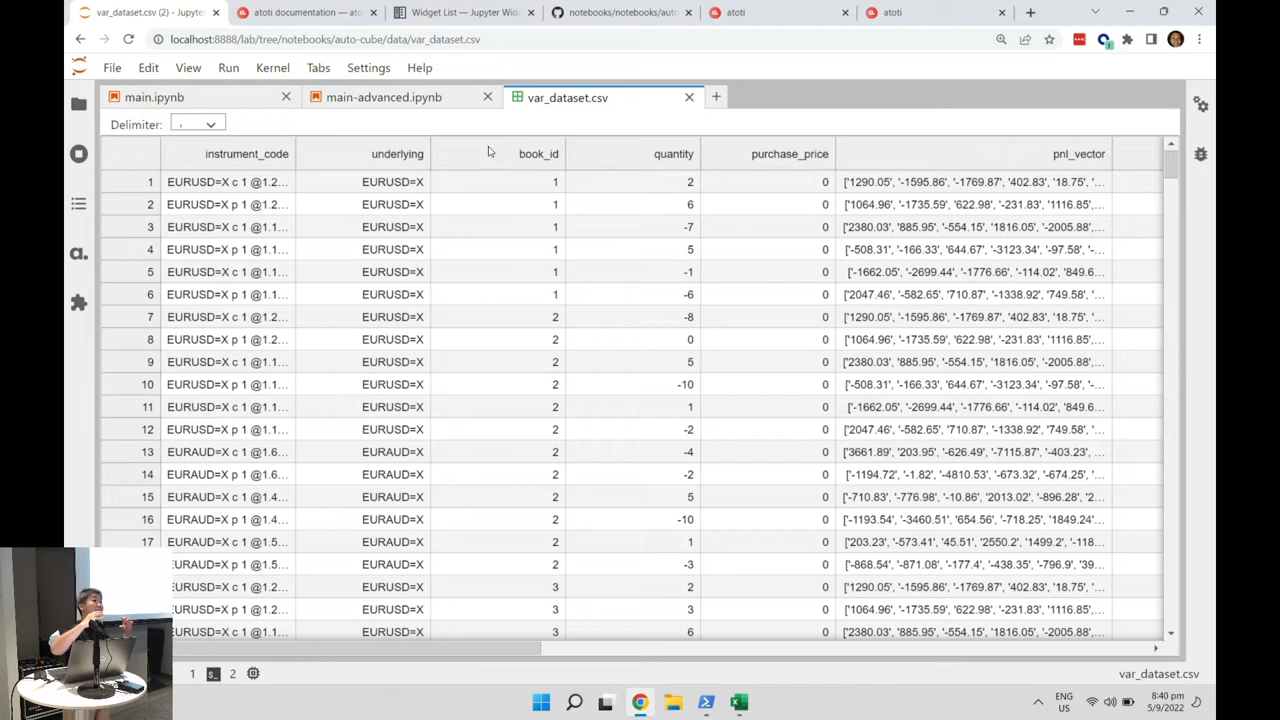 var_dataset.csv (2) - Jupyter
atoti documentation — ato
Widget List — Jupyter Widg
notebooks/notebooks/auto
atoti
atoti
localhost:8888/lab/tree/notebooks/auto-cube/data/var_dataset.csv
File Edit View Run Kernel Tabs Settings Help
main.ipynb
main-advanced.ipynb
var_dataset.csv
Delimiter: ,
instrument_code underlying book_id quantity purchase_price pnl_vector
1 EURUSD=X c 1 @1.2… EURUSD=X 1 2 0 ['1290.05', '-1595.86', '-1769.87', '402.83', '18.75', '…
2 EURUSD=X p 1 @1.2… EURUSD=X 1 6 0 ['1064.96', '-1735.59', '622.98', '-231.83', '1116.85',…
3 EURUSD=X c 1 @1.1… EURUSD=X 1 -7 0 ['2380.03', '885.95', '-554.15', '1816.05', '-2005.88',…
4 EURUSD=X p 1 @1.1… EURUSD=X 1 5 0 ['-508.31', '-166.33', '644.67', '-3123.34', '-97.58', '-…
5 EURUSD=X c 1 @1.1… EURUSD=X 1 -1 0 ['-1662.05', '-2699.44', '-1776.66', '-114.02', '849.6…
6 EURUSD=X p 1 @1.1… EURUSD=X 1 -6 0 ['2047.46', '-582.65', '710.87', '-1338.92', '749.58', '…
7 EURUSD=X c 1 @1.2… EURUSD=X 2 -8 0 ['1290.05', '-1595.86', '-1769.87', '402.83', '18.75', '…
8 EURUSD=X p 1 @1.2… EURUSD=X 2 0 0 ['1064.96', '-1735.59', '622.98', '-231.83', '1116.85',…
9 EURUSD=X c 1 @1.1… EURUSD=X 2 5 0 ['2380.03', '885.95', '-554.15', '1816.05', '-2005.88',…
10 EURUSD=X p 1 @1.1… EURUSD=X 2 -10 0 ['-508.31', '-166.33', '644.67', '-3123.34', '-97.58', '-…
11 EURUSD=X c 1 @1.1… EURUSD=X 2 1 0 ['-1662.05', '-2699.44', '-1776.66', '-114.02', '849.6…
12 EURUSD=X p 1 @1.1… EURUSD=X 2 -2 0 ['2047.46', '-582.65', '710.87', '-1338.92', '749.58', '…
13 EURAUD=X c 1 @1.6… EURAUD=X 2 -4 0 ['3661.89', '203.95', '-626.49', '-7115.87', '-403.23', …
14 EURAUD=X p 1 @1.6… EURAUD=X 2 -2 0 ['-1194.72', '-1.82', '-4810.53', '-673.32', '-674.25', …
15 EURAUD=X c 1 @1.4… EURAUD=X 2 5 0 ['-710.83', '-776.98', '-10.86', '2013.02', '-896.28', '2…
16 EURAUD=X p 1 @1.4… EURAUD=X 2 -10 0 ['-1193.54', '-3460.51', '654.56', '-718.25', '1849.24'…
17 EURAUD=X c 1 @1.5… EURAUD=X 2 1 0 ['203.23', '-573.41', '45.51', '2550.2', '1499.2', '-118…
EURAUD=X p 1 @1.5… EURAUD=X 2 -3 0 ['-868.54', '-871.08', '-177.4', '-438.35', '-796.9', '39…
EURUSD=X c 1 @1.2… EURUSD=X 3 2 0 ['1290.05', '-1595.86', '-1769.87', '402.83', '18.75', '…
EURUSD=X p 1 @1.2… EURUSD=X 3 3 0 ['1064.96', '-1735.59', '622.98', '-231.83', '1116.85',…
EURUSD=X c 1 @1.1… EURUSD=X 3 6 0 ['2380.03', '885.95', '-554.15', '1816.05', '-2005.88',…
a.
1 2 var_dataset.csv
ENG
US
8:40 pm
5/9/2022